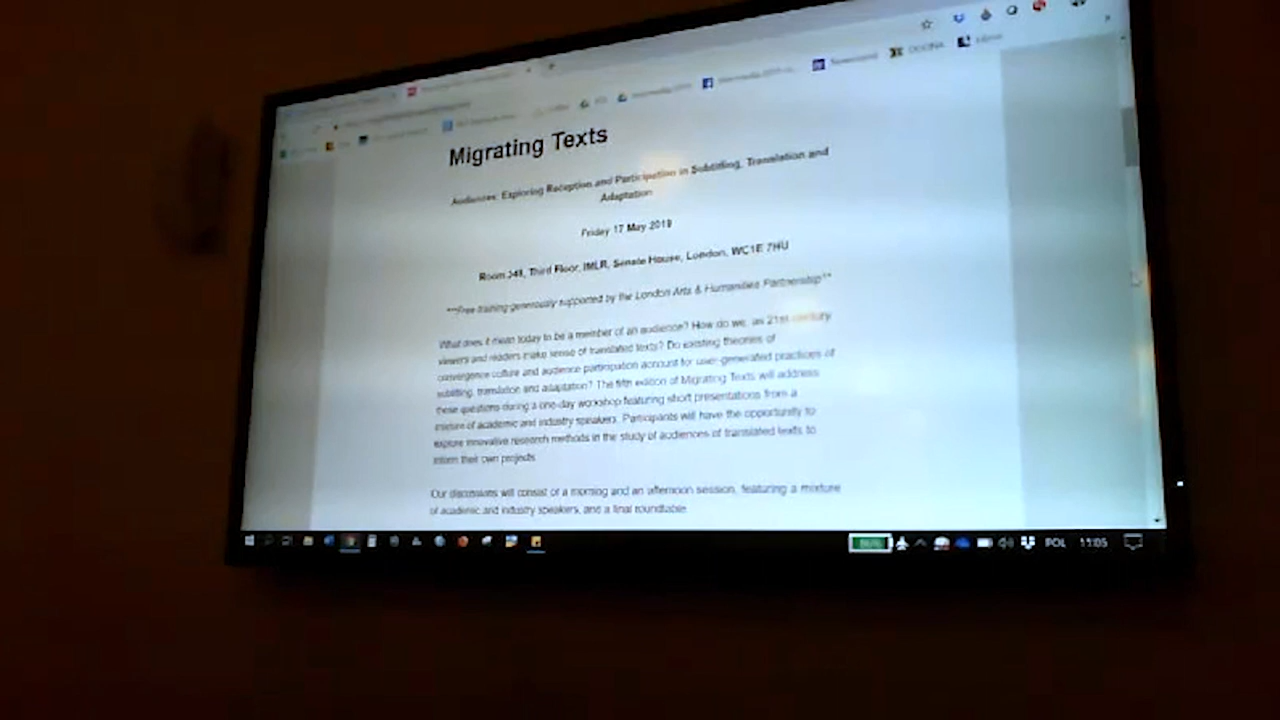 Migrating Texts
Audiences: Exploring Reception and Participation in Subtitling, Translation and
Adaptation
Friday 17 May 2019
Room 349, Third Floor, IMLR, Senate House, London, WC1E 7HU
**Free training generously supported by the London Arts & Humanities Partnership**
What does it mean today to be a member of an audience? How do we, as 21st century
viewers and readers make sense of translated texts? Do existing theories of
convergence culture and audience participation account for user-generated practices of
subtitling, translation and adaptation? The fifth edition of Migrating Texts will address
these questions during a one-day workshop featuring short presentations from a
mixture of academic and industry speakers. Participants will have the opportunity to
explore innovative research methods in the study of audiences of translated texts to
inform their own projects.
Our discussions will consist of a morning and an afternoon session, featuring a mixture
of academic and industry speakers, and a final roundtable.
POL 11:05